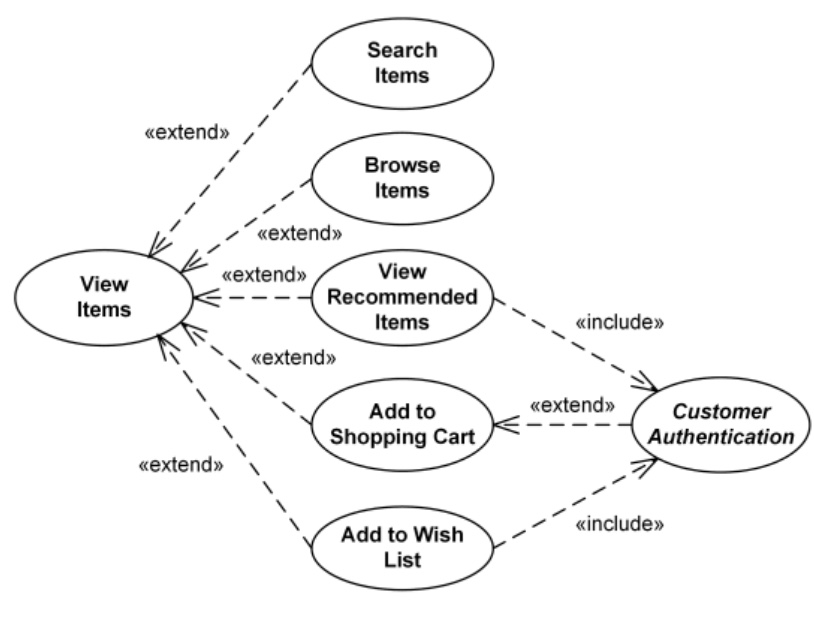 Search
Items
«extend»
Browse
Items
«extend»
View
Items
«extend»
View
Recommended
Items
«include»
«extend»
Add to
Shopping Cart
«extend»
Customer
Authentication
«extend»
Add to Wish
List
«include»